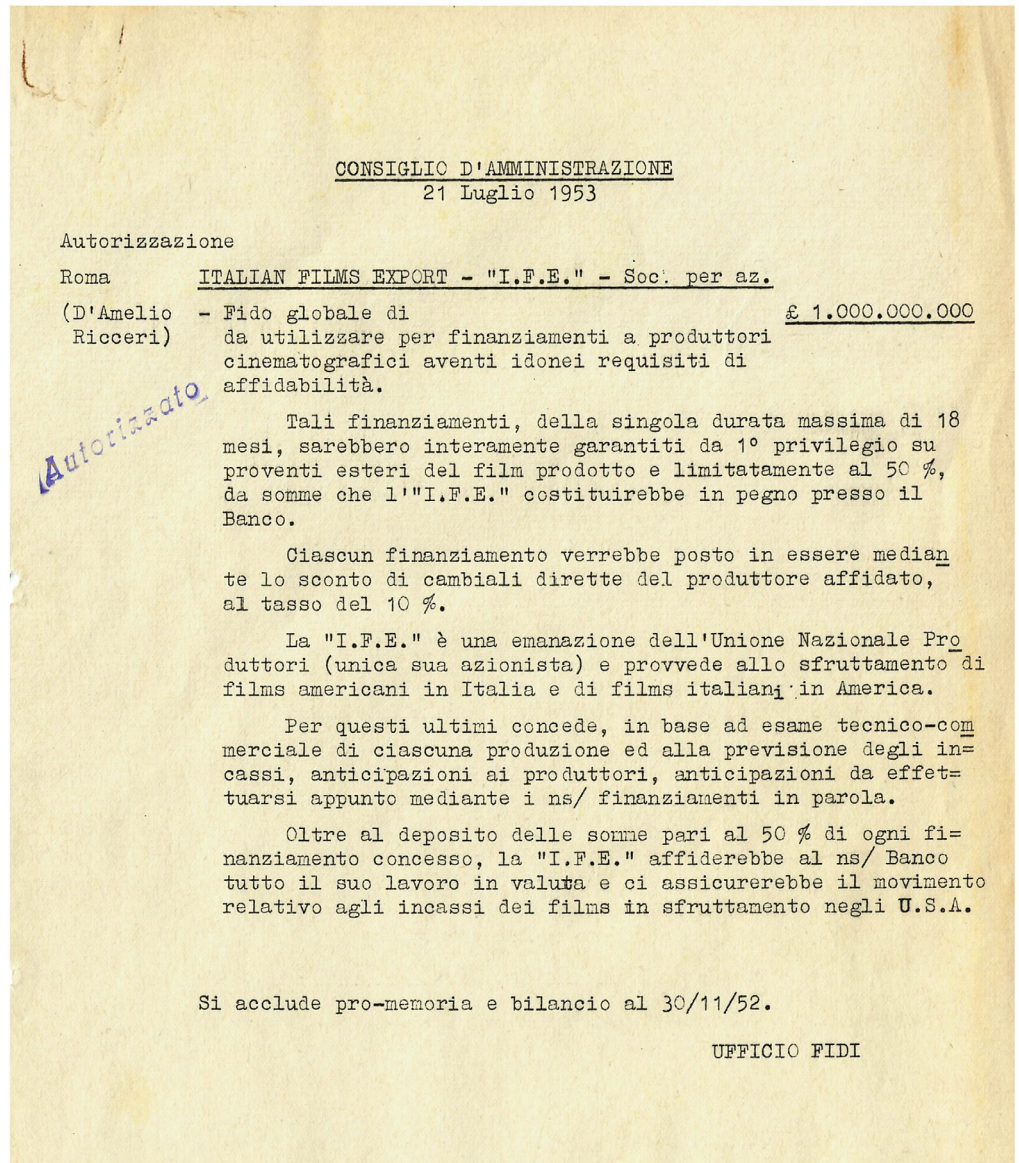 CONSIGLIO D'AMMINISTRAZIONE
21 Luglio 1953
Autorizzazione
Roma ITALIAN FILMS EXPORT - "I.F.E." - Soc. per az.
(D'Amelio - Fido globale di £ 1.000.000.000
Ricceri) da utilizzare per finanziamenti a produttori
cinematografici aventi idonei requisiti di
affidabilità.
Autorizzato
Tali finanziamenti, della singola durata massima di 18
mesi, sarebbero interamente garantiti da 1° privilegio su
proventi esteri del film prodotto e limitatamente al 50 %,
da somme che l'"I.F.E." costituirebbe in pegno presso il
Banco.
Ciascun finanziamento verrebbe posto in essere median
te lo sconto di cambiali dirette del produttore affidato,
al tasso del 10 %.
La "I.F.E." è una emanazione dell'Unione Nazionale Pro
duttori (unica sua azionista) e provvede allo sfruttamento di
films americani in Italia e di films italiani in America.
Per questi ultimi concede, in base ad esame tecnico-com
merciale di ciascuna produzione ed alla previsione degli in=
cassi, anticipazioni ai produttori, anticipazioni da effet=
tuarsi appunto mediante i ns/ finanziamenti in parola.
Oltre al deposito delle somme pari al 50 % di ogni fi=
nanziamento concesso, la "I.F.E." affiderebbe al ns/ Banco
tutto il suo lavoro in valuta e ci assicurerebbe il movimento
relativo agli incassi dei films in sfruttamento negli U.S.A.
Si acclude pro-memoria e bilancio al 30/11/52.
UFFICIO FIDI